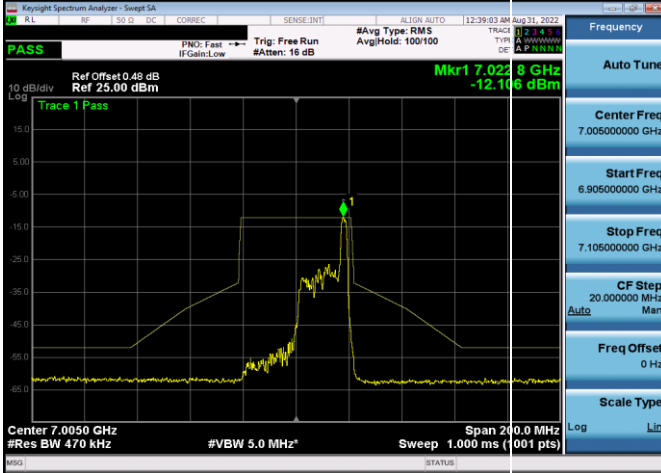 Keysight Spectrum Analyzer - Swept SA
RL RF 50 Ω DC CORREC SENSE:INT ALIGN AUTO 12:39:03 AM Aug 31, 2022
PASS
PNO: Fast
IFGain:Low
Trig: Free Run
#Atten: 16 dB
#Avg Type: RMS
Avg|Hold: 100/100
TRACE 1 2 3 4 5 6
TYPE A WWWWW
DET A P N N N N
Ref Offset 0.48 dB
Ref 25.00 dBm
10 dB/div
Log
Mkr1 7.022 8 GHz
-12.106 dBm
Trace 1 Pass
15.0
5.00
-5.00
-15.0
-25.0
-35.0
-45.0
-55.0
-65.0
1
Center 7.0050 GHz
#Res BW 470 kHz
#VBW 5.0 MHz*
Span 200.0 MHz
Sweep 1.000 ms (1001 pts)
MSG
STATUS
Frequency
Auto Tune
Center Freq
7.005000000 GHz
Start Freq
6.905000000 GHz
Stop Freq
7.105000000 GHz
CF Step
20.000000 MHz
Auto Man
Freq Offset
0 Hz
Scale Type
Log Lin